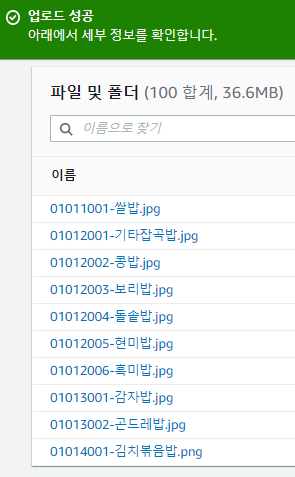 업로드 성공
아래에서 세부 정보를 확인합니다.
파일 및 폴더 (100 합계, 36.6MB)
이름으로 찾기
이름
01011001-쌀밥.jpg
01012001-기타잡곡밥.jpg
01012002-콩밥.jpg
01012003-보리밥.jpg
01012004-돌솥밥.jpg
01012005-현미밥.jpg
01012006-흑미밥.jpg
01013001-감자밥.jpg
01013002-곤드레밥.jpg
01014001-김치볶음밥.png